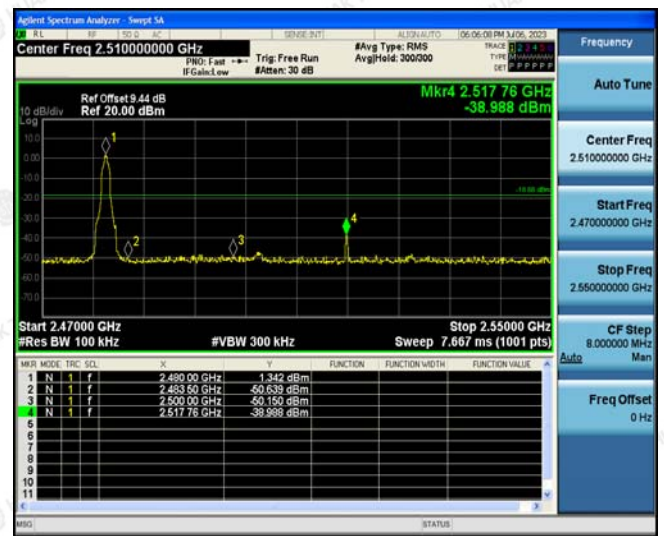 Agilent Spectrum Analyzer - Swept SA
RL RF 50 Ω AC SENSE:INT ALIGNAUTO 06:06:08 PM Jul 06, 2023
Center Freq 2.510000000 GHz
PNO: Fast
IFGain:Low
Trig: Free Run
#Atten: 30 dB
#Avg Type: RMS
Avg|Hold: 300/300
TRACE 1 2 3 4 5 6
TYPE M
DET P P P P P P
Frequency
Auto Tune
Center Freq
2.510000000 GHz
Start Freq
2.470000000 GHz
Stop Freq
2.550000000 GHz
CF Step
8.000000 MHz
Auto Man
Freq Offset
0 Hz
Mkr4 2.517 76 GHz
-38.988 dBm
Ref Offset 9.44 dB
10 dB/div Ref 20.00 dBm
Log
10.0
0.00
-10.0
-20.0
-30.0
-40.0
-50.0
-60.0
-70.0
1
2
3
4
Start 2.47000 GHz Stop 2.55000 GHz
#Res BW 100 kHz #VBW 300 kHz Sweep 7.667 ms (1001 pts)
MKR MODE TRC SCL X Y FUNCTION FUNCTION WIDTH FUNCTION VALUE
1 N 1 f 2.480 00 GHz 1.342 dBm
2 N 1 f 2.483 50 GHz -50.639 dBm
3 N 1 f 2.500 00 GHz -50.150 dBm
4 N 1 f 2.517 76 GHz -38.988 dBm
5
6
7
8
9
10
11
MSG STATUS